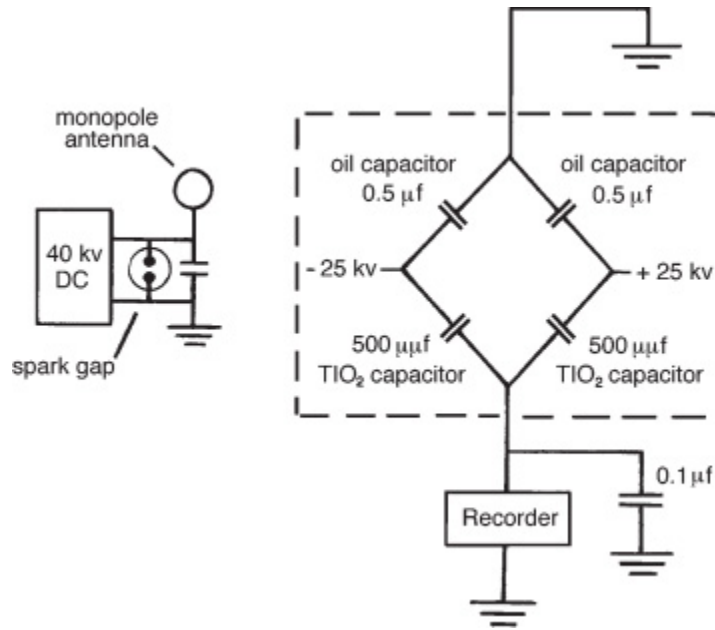 monopole
antenna
40 kv
DC
spark gap
oil capacitor
0.5 μf
oil capacitor
0.5 μf
- 25 kv
+ 25 kv
500 μμf
TIO₂ capacitor
500 μμf
TIO₂ capacitor
0.1 μf
Recorder